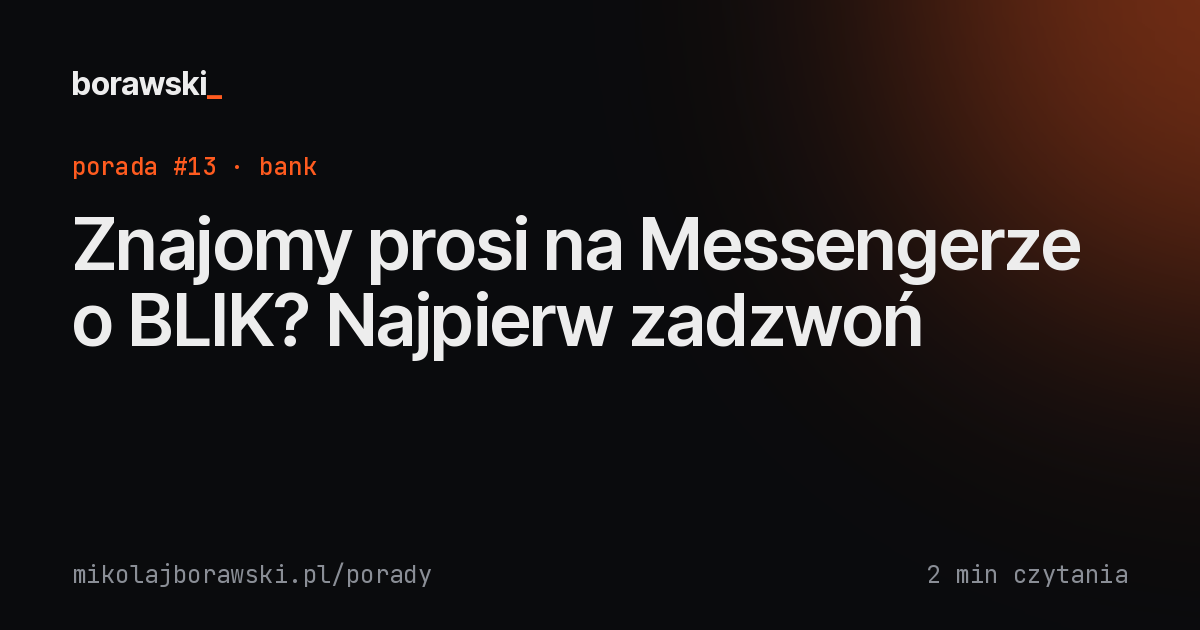 borawski_
porada #13 · bank
Znajomy prosi na Messengerze
o BLIK? Najpierw zadzwoń
mikolajborawski.pl/porady
2 min czytania